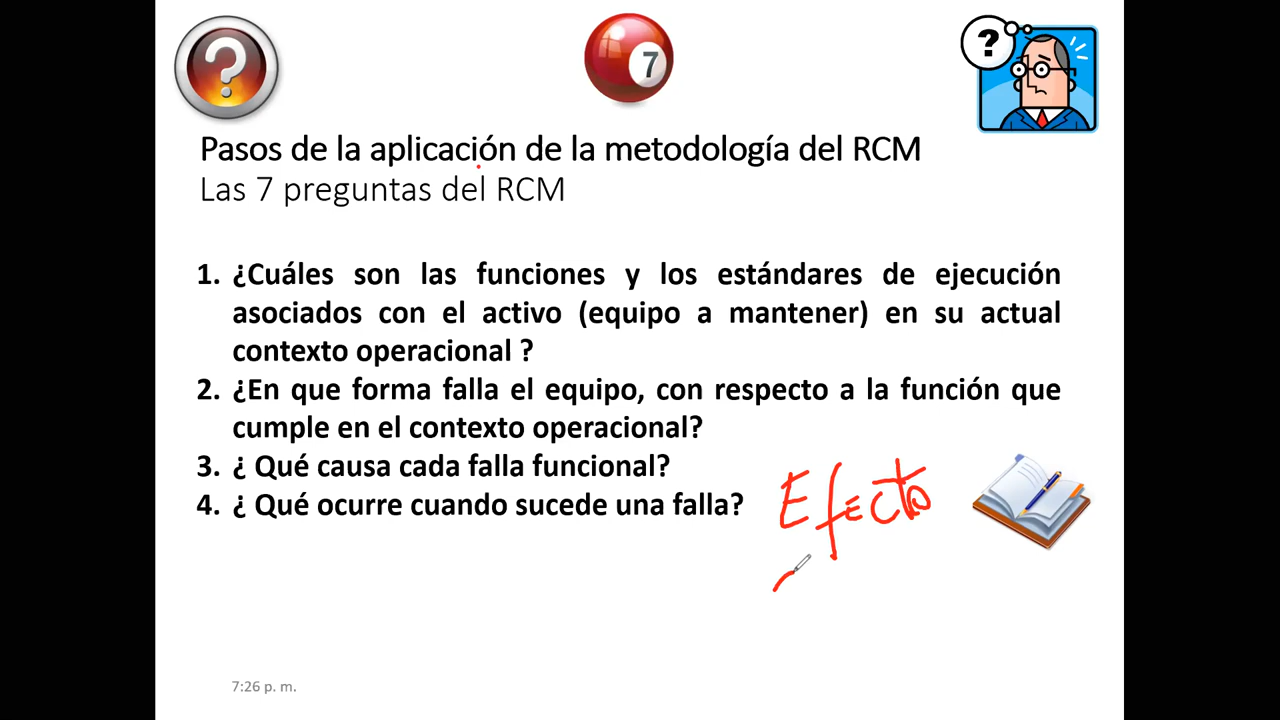 ?
7
?
Pasos de la aplicación de la metodología del RCM
Las 7 preguntas del RCM
1. ¿Cuáles son las funciones y los estándares de ejecución
asociados con el activo (equipo a mantener) en su actual
contexto operacional ?
2. ¿En que forma falla el equipo, con respecto a la función que
cumple en el contexto operacional?
3. ¿ Qué causa cada falla funcional?
4. ¿ Qué ocurre cuando sucede una falla?
Efecto
7:26 p. m.